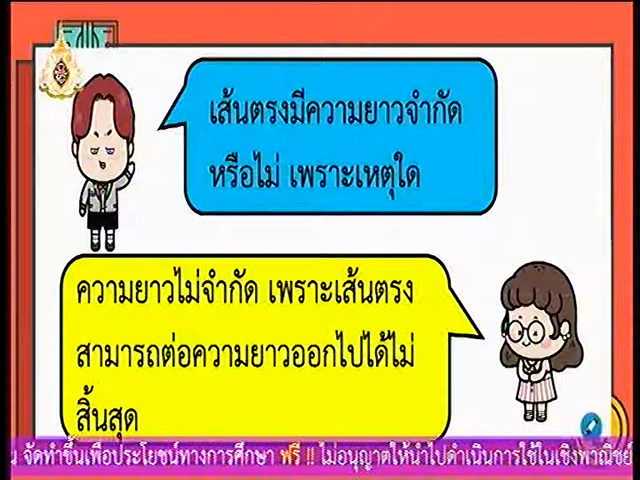 เส้นตรงมีความยาวจำกัด
หรือไม่ เพราะเหตุใด
ความยาวไม่จำกัด เพราะเส้นตรง
สามารถต่อความยาวออกไปได้ไม่
สิ้นสุด
จัดทำขึ้นเพื่อประโยชน์ทางการศึกษา ฟรี !! ไม่อนุญาตให้นำไปดำเนินการใช้ในเชิงพาณิชย์